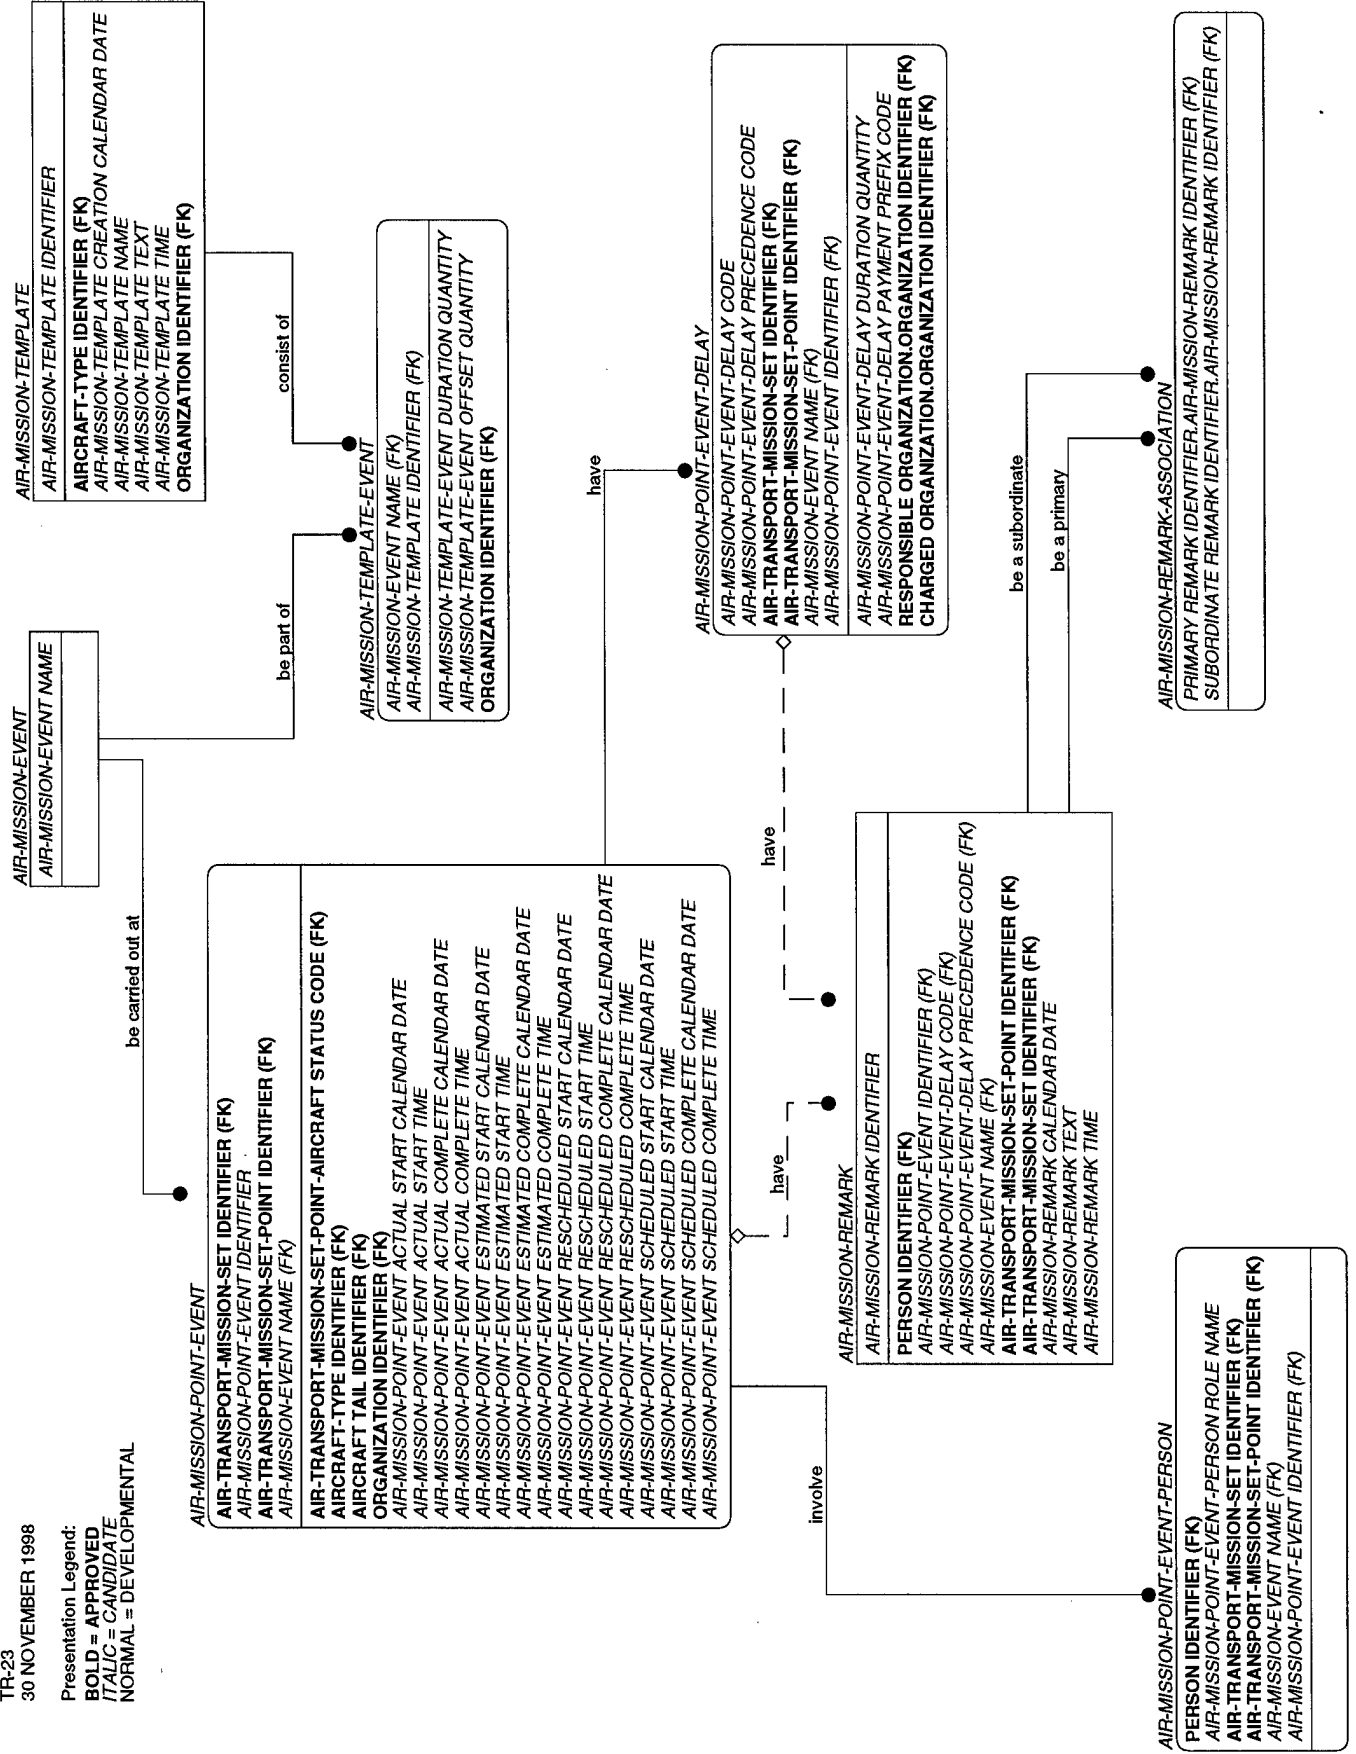 TR-23
30 NOVEMBER 1998
Presentation Legend:
BOLD = APPROVED
ITALIC = CANDIDATE
NORMAL = DEVELOPMENTAL
AIR-MISSION-EVENT
AIR-MISSION-EVENT NAME
AIR-MISSION-TEMPLATE
AIR-MISSION-TEMPLATE IDENTIFIER
AIRCRAFT-TYPE IDENTIFIER (FK)
AIR-MISSION-TEMPLATE CREATION CALENDAR DATE
AIR-MISSION-TEMPLATE NAME
AIR-MISSION-TEMPLATE TEXT
AIR-MISSION-TEMPLATE TIME
ORGANIZATION IDENTIFIER (FK)
be carried out at
be part of
consist of
AIR-MISSION-POINT-EVENT
AIR-TRANSPORT-MISSION-SET IDENTIFIER (FK)
AIR-MISSION-POINT-EVENT IDENTIFIER
AIR-TRANSPORT-MISSION-SET-POINT IDENTIFIER (FK)
AIR-MISSION-EVENT NAME (FK)
AIR-TRANSPORT-MISSION-SET-POINT-AIRCRAFT STATUS CODE (FK)
AIRCRAFT-TYPE IDENTIFIER (FK)
AIRCRAFT TAIL IDENTIFIER (FK)
ORGANIZATION IDENTIFIER (FK)
AIR-MISSION-POINT-EVENT ACTUAL START CALENDAR DATE
AIR-MISSION-POINT-EVENT ACTUAL START TIME
AIR-MISSION-POINT-EVENT ACTUAL COMPLETE CALENDAR DATE
AIR-MISSION-POINT-EVENT ACTUAL COMPLETE TIME
AIR-MISSION-POINT-EVENT ESTIMATED START CALENDAR DATE
AIR-MISSION-POINT-EVENT ESTIMATED START TIME
AIR-MISSION-POINT-EVENT ESTIMATED COMPLETE CALENDAR DATE
AIR-MISSION-POINT-EVENT ESTIMATED COMPLETE TIME
AIR-MISSION-POINT-EVENT RESCHEDULED START CALENDAR DATE
AIR-MISSION-POINT-EVENT RESCHEDULED START TIME
AIR-MISSION-POINT-EVENT RESCHEDULED COMPLETE CALENDAR DATE
AIR-MISSION-POINT-EVENT RESCHEDULED COMPLETE TIME
AIR-MISSION-POINT-EVENT SCHEDULED START CALENDAR DATE
AIR-MISSION-POINT-EVENT SCHEDULED START TIME
AIR-MISSION-POINT-EVENT SCHEDULED COMPLETE CALENDAR DATE
AIR-MISSION-POINT-EVENT SCHEDULED COMPLETE TIME
AIR-MISSION-TEMPLATE-EVENT
AIR-MISSION-EVENT NAME (FK)
AIR-MISSION-TEMPLATE IDENTIFIER (FK)
AIR-MISSION-TEMPLATE-EVENT DURATION QUANTITY
AIR-MISSION-TEMPLATE-EVENT OFFSET QUANTITY
ORGANIZATION IDENTIFIER (FK)
have
AIR-MISSION-POINT-EVENT-DELAY
AIR-MISSION-POINT-EVENT-DELAY CODE
AIR-MISSION-POINT-EVENT-DELAY PRECEDENCE CODE
AIR-TRANSPORT-MISSION-SET IDENTIFIER (FK)
AIR-TRANSPORT-MISSION-SET-POINT IDENTIFIER (FK)
AIR-MISSION-EVENT NAME (FK)
AIR-MISSION-POINT-EVENT IDENTIFIER (FK)
AIR-MISSION-POINT-EVENT-DELAY DURATION QUANTITY
AIR-MISSION-POINT-EVENT-DELAY PAYMENT PREFIX CODE
RESPONSIBLE ORGANIZATION.ORGANIZATION IDENTIFIER (FK)
CHARGED ORGANIZATION.ORGANIZATION IDENTIFIER (FK)
involve
have
have
AIR-MISSION-REMARK
AIR-MISSION-REMARK IDENTIFIER
PERSON IDENTIFIER (FK)
AIR-MISSION-POINT-EVENT IDENTIFIER (FK)
AIR-MISSION-POINT-EVENT-DELAY CODE (FK)
AIR-MISSION-POINT-EVENT-DELAY PRECEDENCE CODE (FK)
AIR-MISSION-EVENT NAME (FK)
AIR-TRANSPORT-MISSION-SET-POINT IDENTIFIER (FK)
AIR-TRANSPORT-MISSION-SET IDENTIFIER (FK)
AIR-MISSION-REMARK CALENDAR DATE
AIR-MISSION-REMARK TEXT
AIR-MISSION-REMARK TIME
be a subordinate
be a primary
AIR-MISSION-POINT-EVENT-PERSON
PERSON IDENTIFIER (FK)
AIR-MISSION-POINT-EVENT-PERSON ROLE NAME
AIR-TRANSPORT-MISSION-SET IDENTIFIER (FK)
AIR-TRANSPORT-MISSION-SET-POINT IDENTIFIER (FK)
AIR-MISSION-EVENT NAME (FK)
AIR-MISSION-POINT-EVENT IDENTIFIER (FK)
AIR-MISSION-REMARK-ASSOCIATION
PRIMARY REMARK IDENTIFIER.AIR-MISSION-REMARK IDENTIFIER (FK)
SUBORDINATE REMARK IDENTIFIER.AIR-MISSION-REMARK IDENTIFIER (FK)